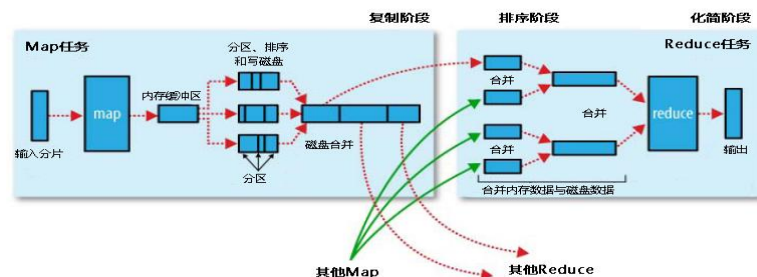 复制阶段
排序阶段
化简阶段
Map任务
分区、排序
和写磁盘
Reduce任务
内存缓冲区
map
合并
合并
reduce
合并
合并
输入分片
磁盘合并
输出
分区
合并内存数据与磁盘数据
其他Map
其他Reduce